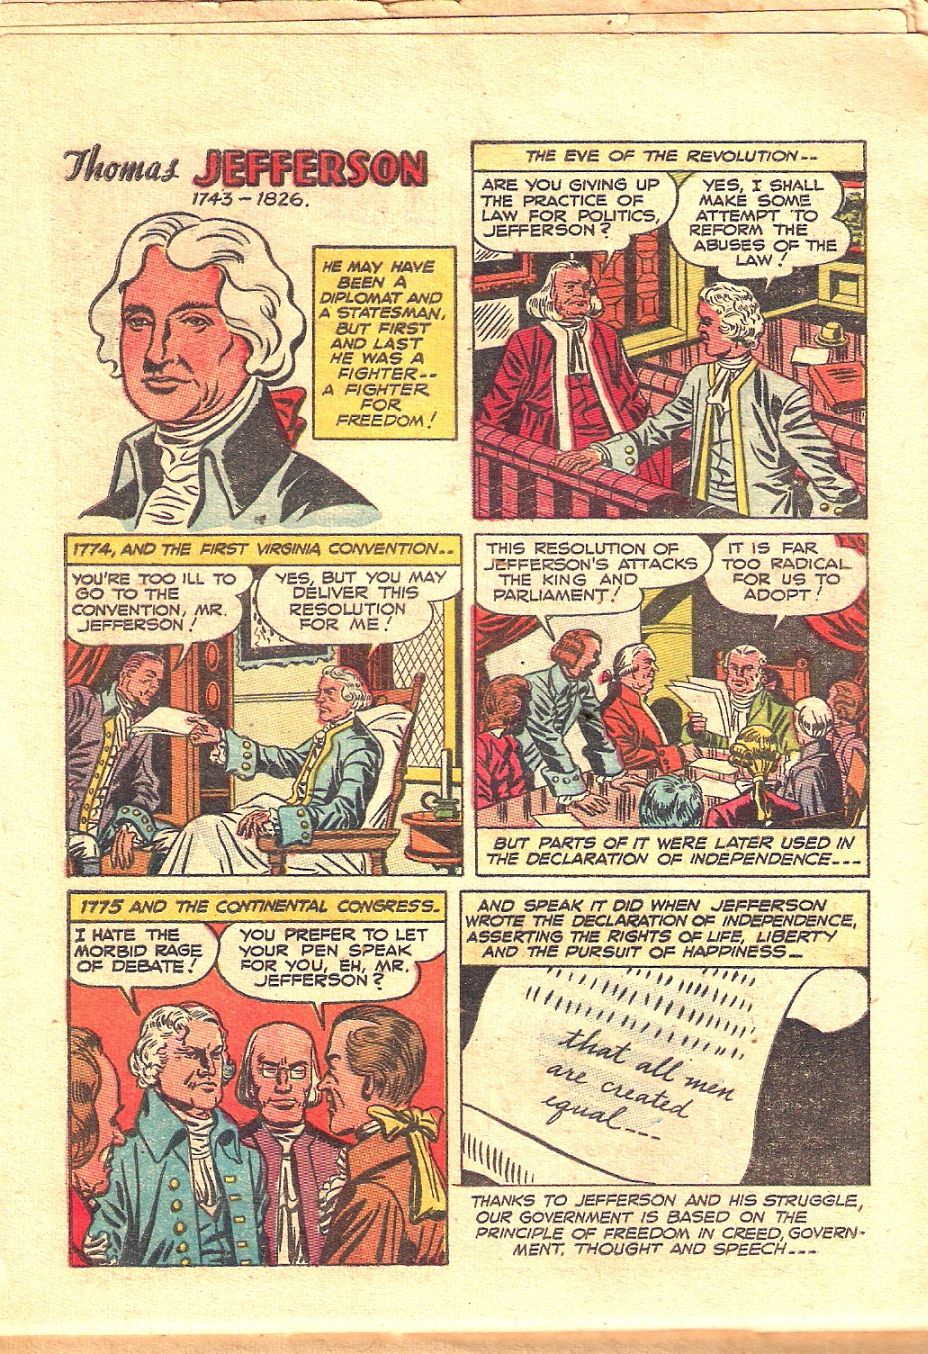 Thomas JEFFERSON
1743 - 1826.
HE MAY HAVE
BEEN A
DIPLOMAT AND
A STATESMAN,
BUT FIRST
AND LAST
HE WAS A
FIGHTER--
A FIGHTER
FOR
FREEDOM!
THE EVE OF THE REVOLUTION--
ARE YOU GIVING UP
THE PRACTICE OF
LAW FOR POLITICS,
JEFFERSON?
YES, I SHALL
MAKE SOME
ATTEMPT TO
REFORM THE
ABUSES OF THE
LAW!
1774, AND THE FIRST VIRGINIA CONVENTION--
YOU'RE TOO ILL TO
GO TO THE
CONVENTION, MR.
JEFFERSON!
YES, BUT YOU MAY
DELIVER THIS
RESOLUTION
FOR ME!
THIS RESOLUTION OF
JEFFERSON'S ATTACKS
THE KING AND
PARLIAMENT!
IT IS FAR
TOO RADICAL
FOR US TO
ADOPT!
BUT PARTS OF IT WERE LATER USED IN
THE DECLARATION OF INDEPENDENCE---
1775 AND THE CONTINENTAL CONGRESS.
I HATE THE
MORBID RAGE
OF DEBATE!
YOU PREFER TO LET
YOUR PEN SPEAK
FOR YOU, EH, MR.
JEFFERSON?
AND SPEAK IT DID WHEN JEFFERSON
WROTE THE DECLARATION OF INDEPENDENCE,
ASSERTING THE RIGHTS OF LIFE, LIBERTY
AND THE PURSUIT OF HAPPINESS—
that all men
are created
equal---
THANKS TO JEFFERSON AND HIS STRUGGLE,
OUR GOVERNMENT IS BASED ON THE
PRINCIPLE OF FREEDOM IN CREED, GOVERN-
MENT, THOUGHT AND SPEECH---